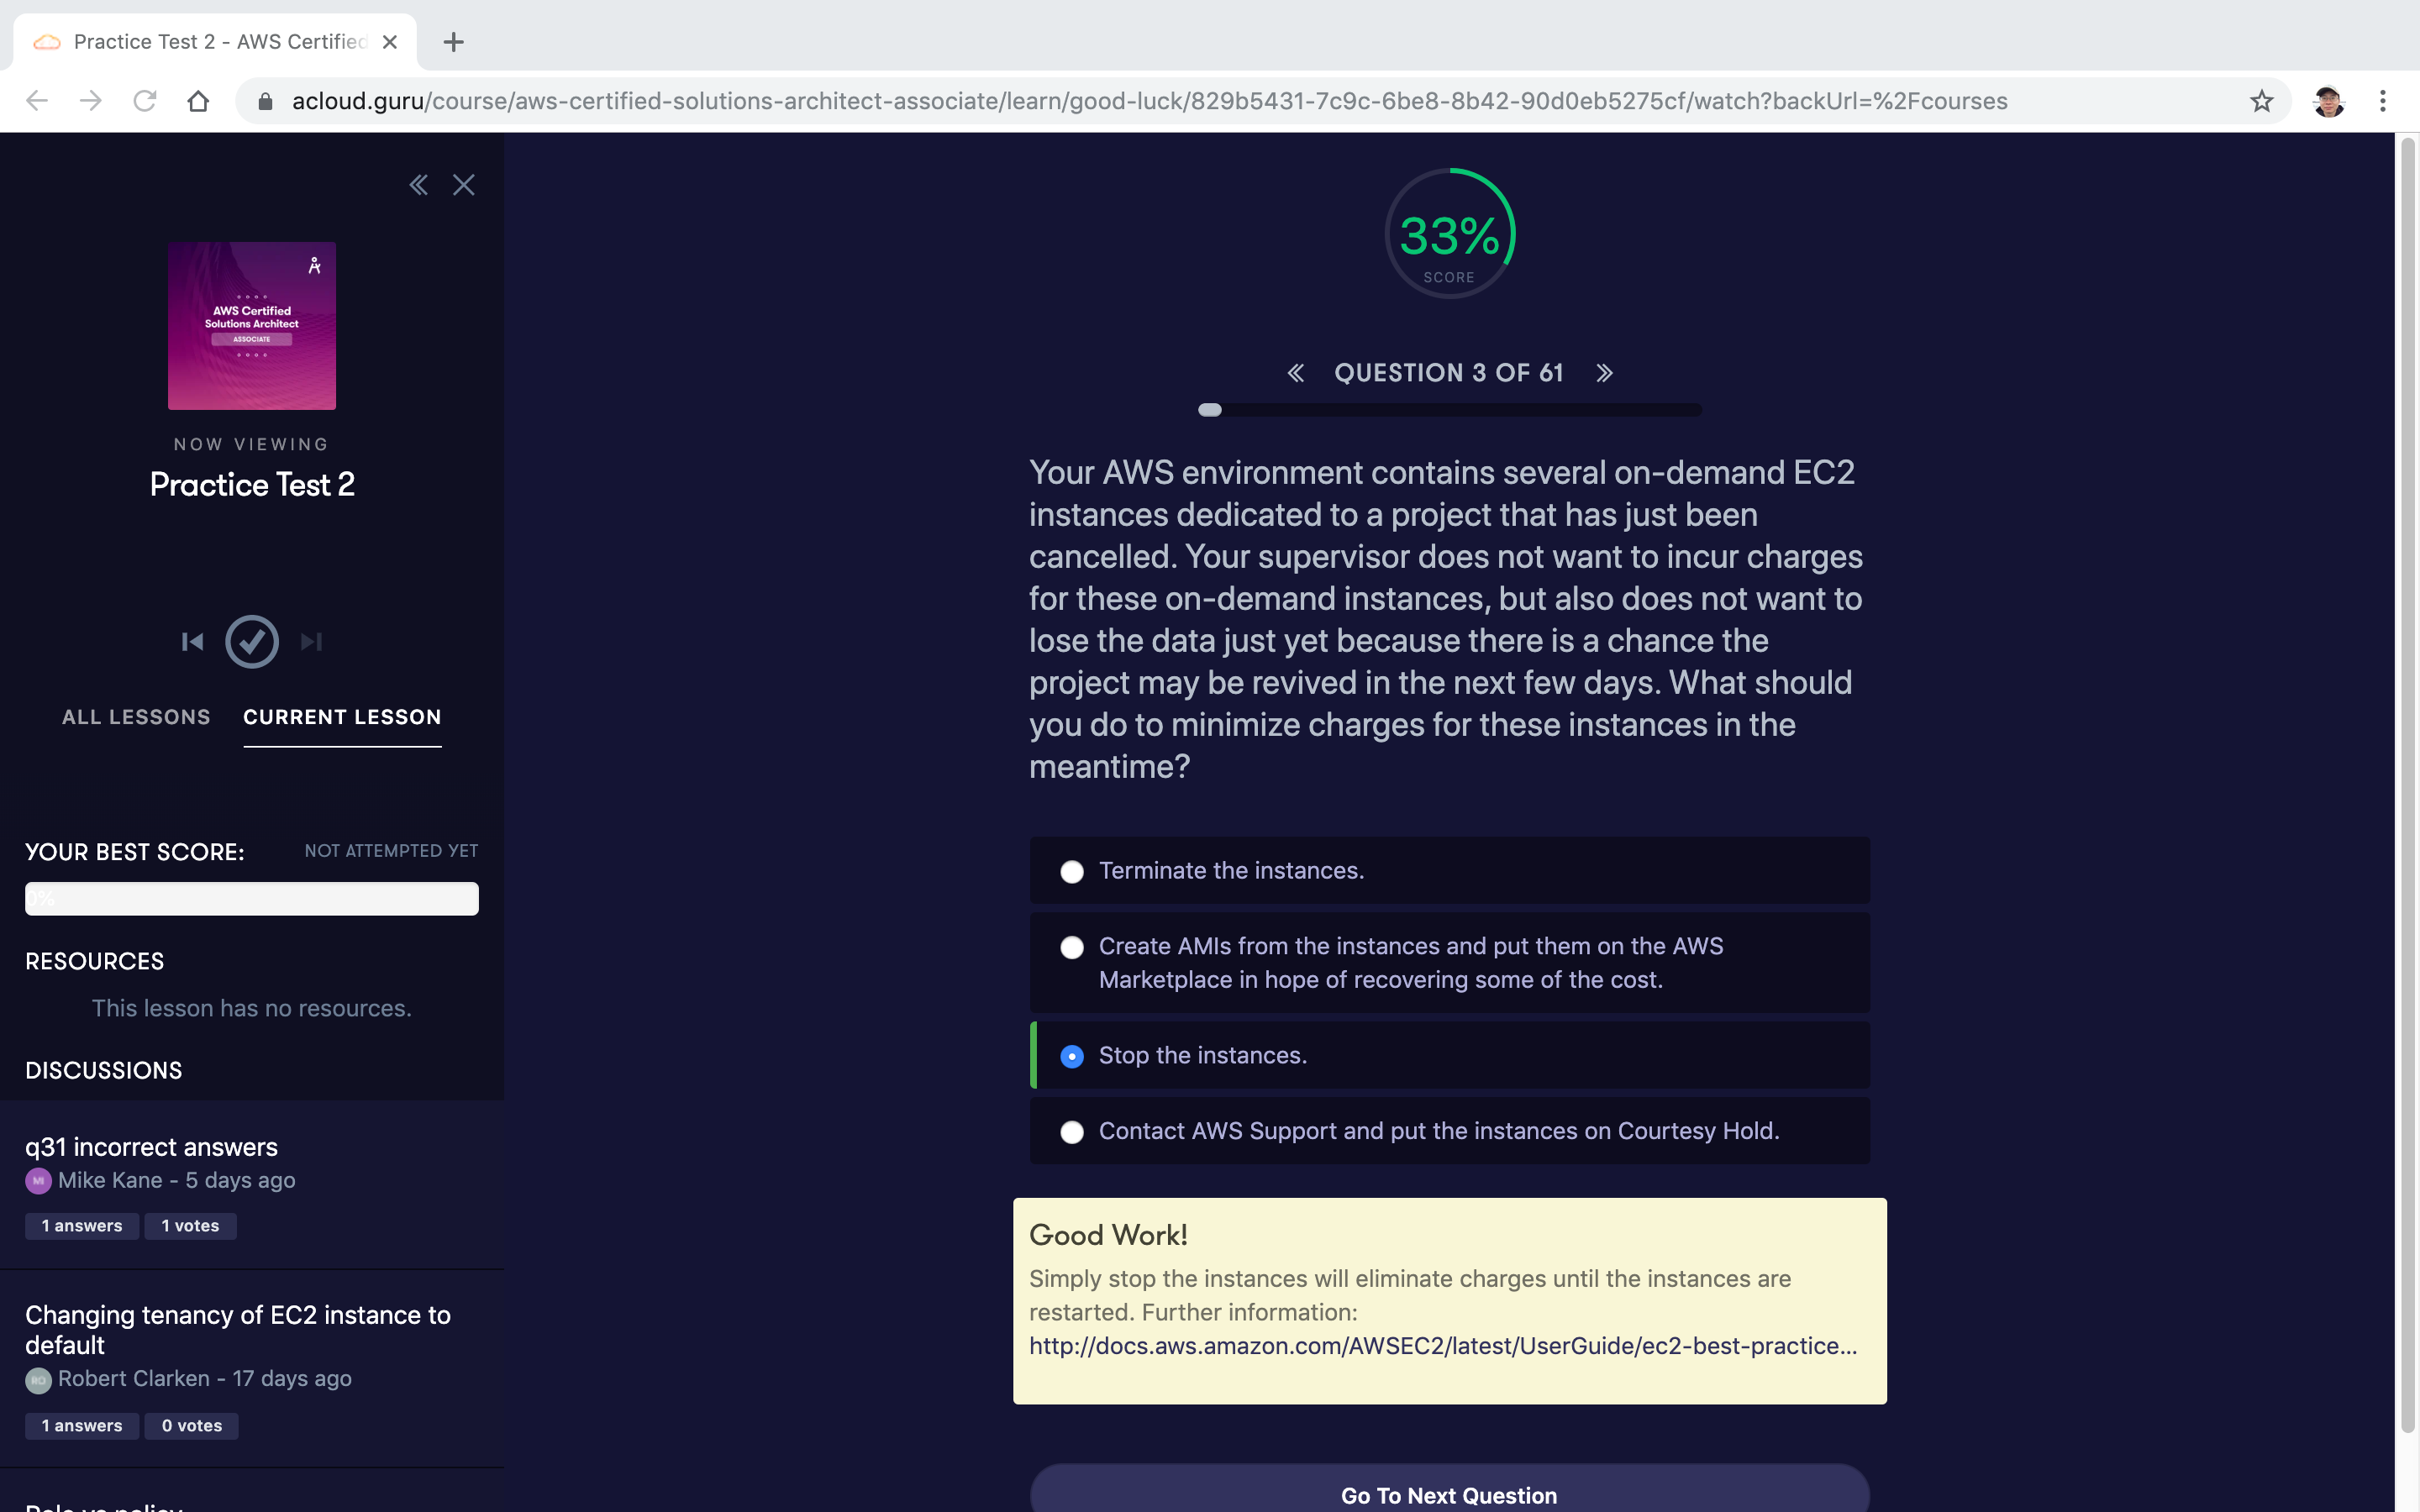 Practice Test 2 - AWS Certified
acloud.guru/course/aws-certified-solutions-architect-associate/learn/good-luck/829b5431-7c9c-6be8-8b42-90d0eb5275cf/watch?backUrl=%2Fcourses
AWS Certified
Solutions Architect
ASSOCIATE
NOW VIEWING
Practice Test 2
ALL LESSONS
CURRENT LESSON
YOUR BEST SCORE:
NOT ATTEMPTED YET
0%
RESOURCES
This lesson has no resources.
DISCUSSIONS
q31 incorrect answers
MI
Mike Kane - 5 days ago
1 answers
1 votes
Changing tenancy of EC2 instance to
default
RO
Robert Clarken - 17 days ago
1 answers
0 votes
Role vs policy
33%
SCORE
QUESTION 3 OF 61
Your AWS environment contains several on-demand EC2
instances dedicated to a project that has just been
cancelled. Your supervisor does not want to incur charges
for these on-demand instances, but also does not want to
lose the data just yet because there is a chance the
project may be revived in the next few days. What should
you do to minimize charges for these instances in the
meantime?
Terminate the instances.
Create AMIs from the instances and put them on the AWS
Marketplace in hope of recovering some of the cost.
Stop the instances.
Contact AWS Support and put the instances on Courtesy Hold.
Good Work!
Simply stop the instances will eliminate charges until the instances are
restarted. Further information:
http://docs.aws.amazon.com/AWSEC2/latest/UserGuide/ec2-best-practice...
Go To Next Question